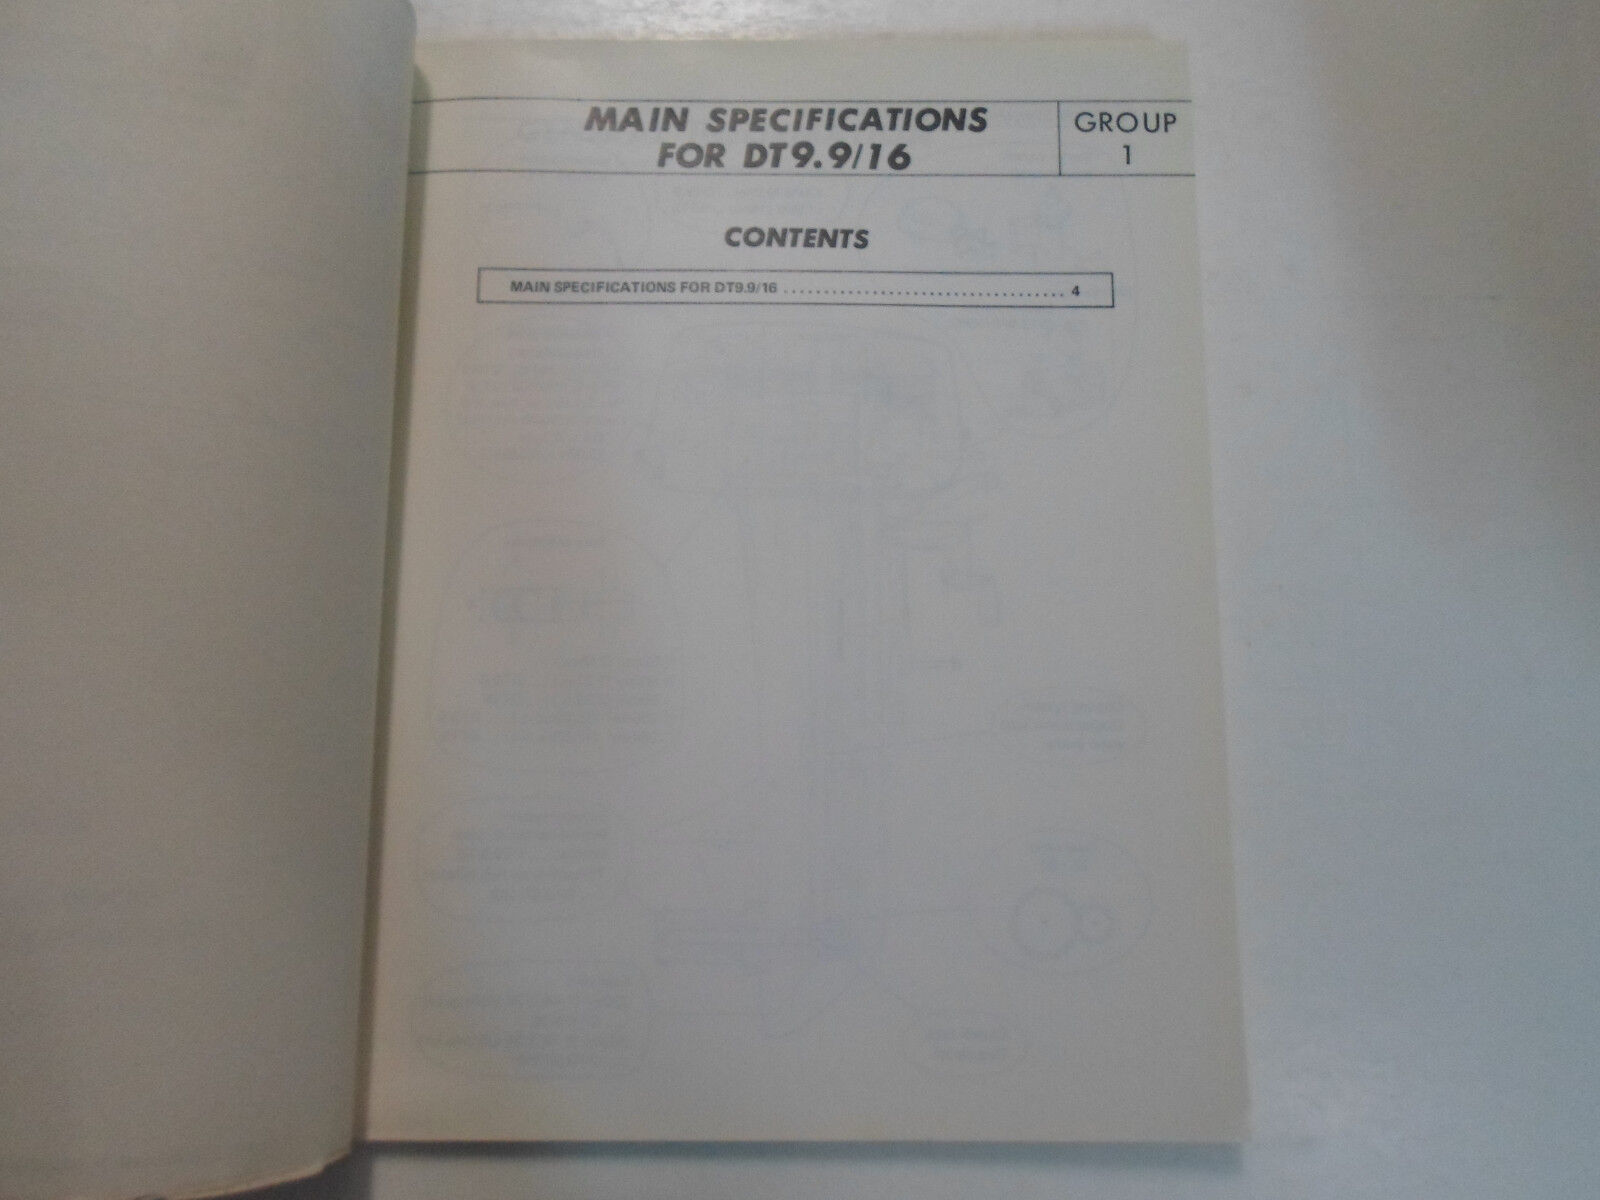 MAIN SPECIFICATIONS
FOR DT9.9/16
GROUP
1
CONTENTS
MAIN SPECIFICATIONS FOR DT9.9/16 ................................... 4